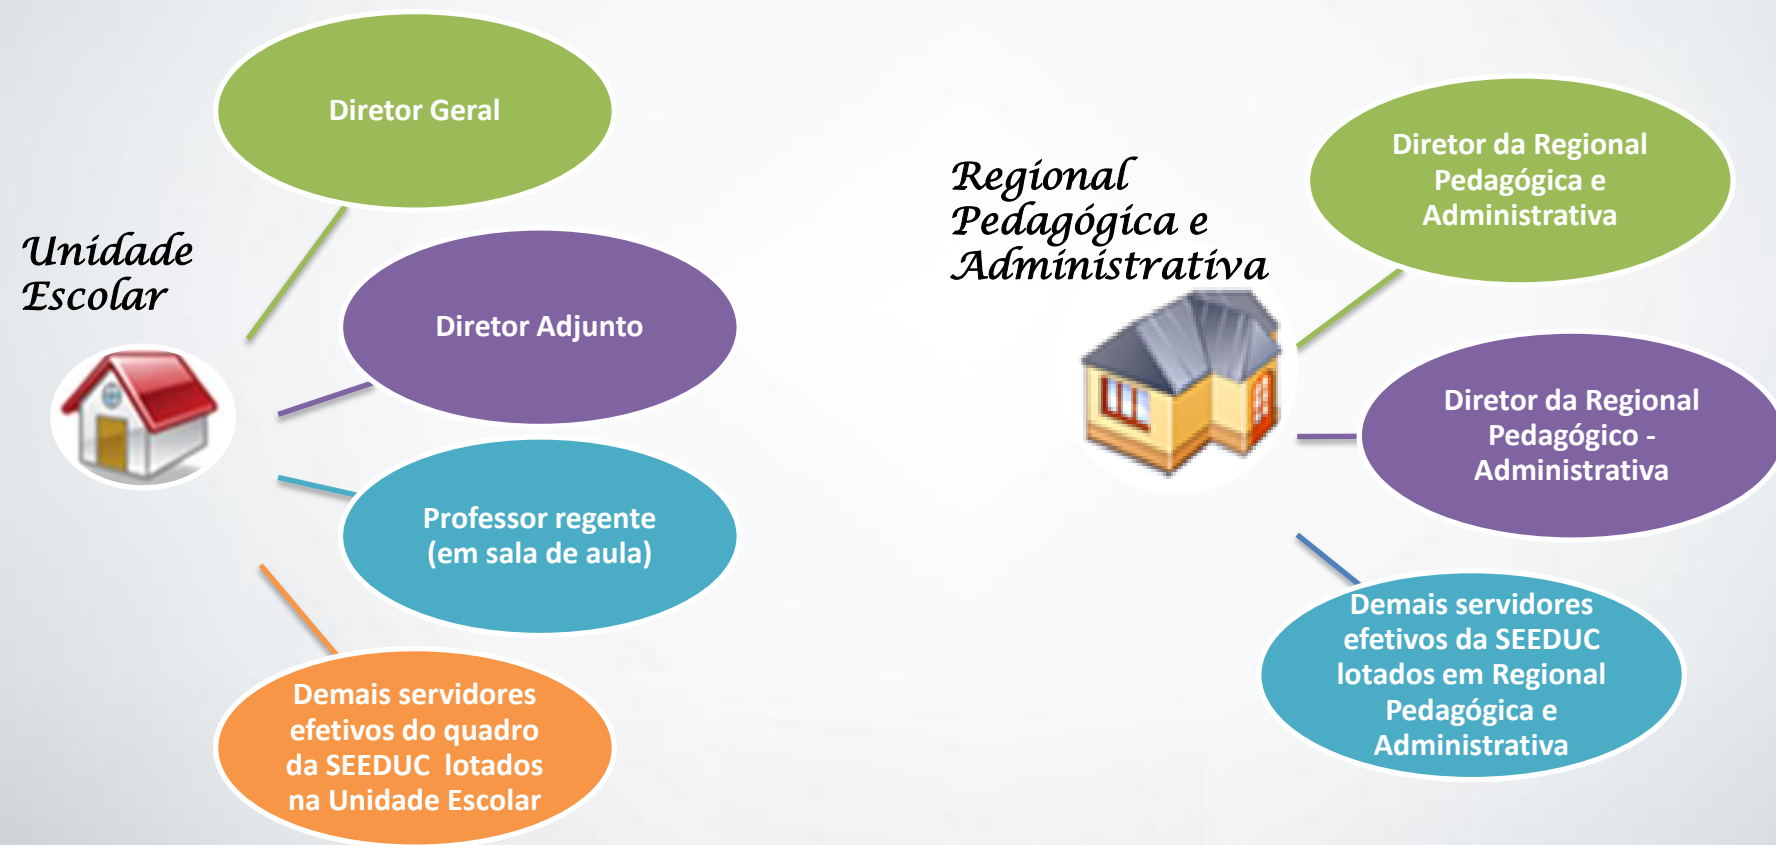 Unidade
Escolar
Diretor Geral
Diretor Adjunto
Professor regente
(em sala de aula)
Demais servidores
efetivos do quadro
da SEEDUC lotados
na Unidade Escolar
Regional
Pedagógica e
Administrativa
Diretor da Regional
Pedagógica e
Administrativa
Diretor da Regional
Pedagógico -
Administrativa
Demais servidores
efetivos da SEEDUC
lotados em Regional
Pedagógica e
Administrativa